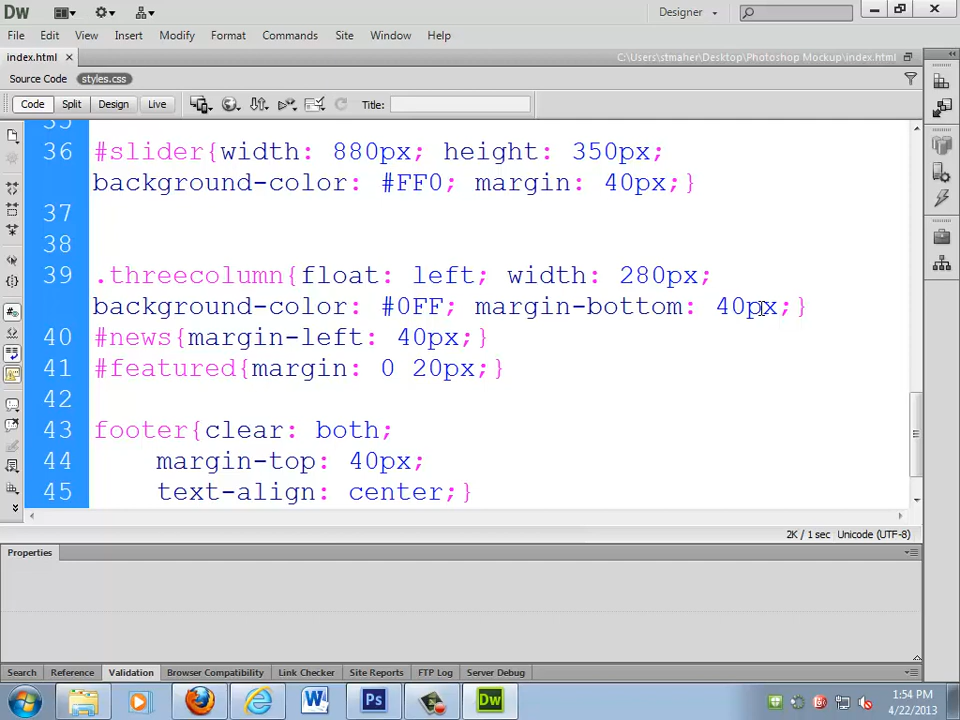 Dw
Designer
File Edit View Insert Modify Format Commands Site Window Help
index.html
C:\Users\stmaher\Desktop\Photoshop Mockup\index.html
Source Code styles.css
Code Split Design Live Title:
35
36 #slider{width: 880px; height: 350px;
background-color: #FF0; margin: 40px;}
37
38
39 .threecolumn{float: left; width: 280px;
background-color: #0FF; margin-bottom: 40px;}
40 #news{margin-left: 40px;}
41 #featured{margin: 0 20px;}
42
43 footer{clear: both;
44 margin-top: 40px;
45 text-align: center;}
2K / 1 sec Unicode (UTF-8)
Properties
Search Reference Validation Browser Compatibility Link Checker Site Reports FTP Log Server Debug
W Ps Dw
1:54 PM
4/22/2013